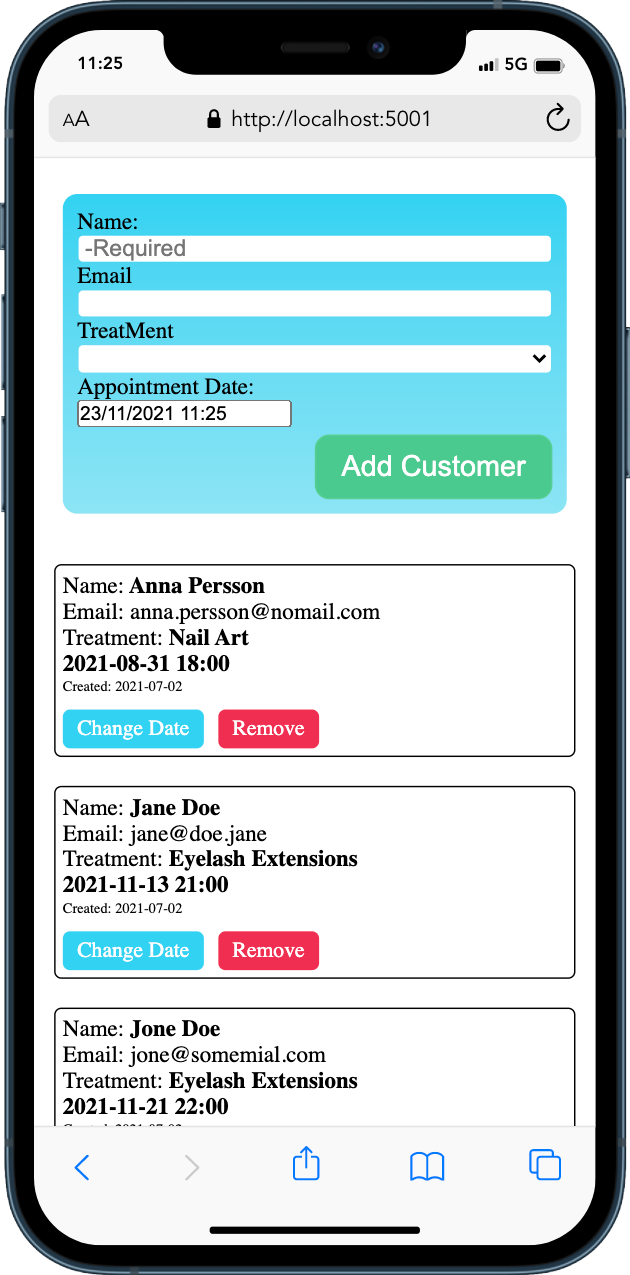 11:25 5G
AA http://localhost:5001
Name:
-Required
Email
TreatMent
Appointment Date:
23/11/2021 11:25
Add Customer
Name: Anna Persson
Email: anna.persson@nomail.com
Treatment: Nail Art
2021-08-31 18:00
Created: 2021-07-02
Change Date Remove
Name: Jane Doe
Email: jane@doe.jane
Treatment: Eyelash Extensions
2021-11-13 21:00
Created: 2021-07-02
Change Date Remove
Name: Jone Doe
Email: jone@somemial.com
Treatment: Eyelash Extensions
2021-11-21 22:00